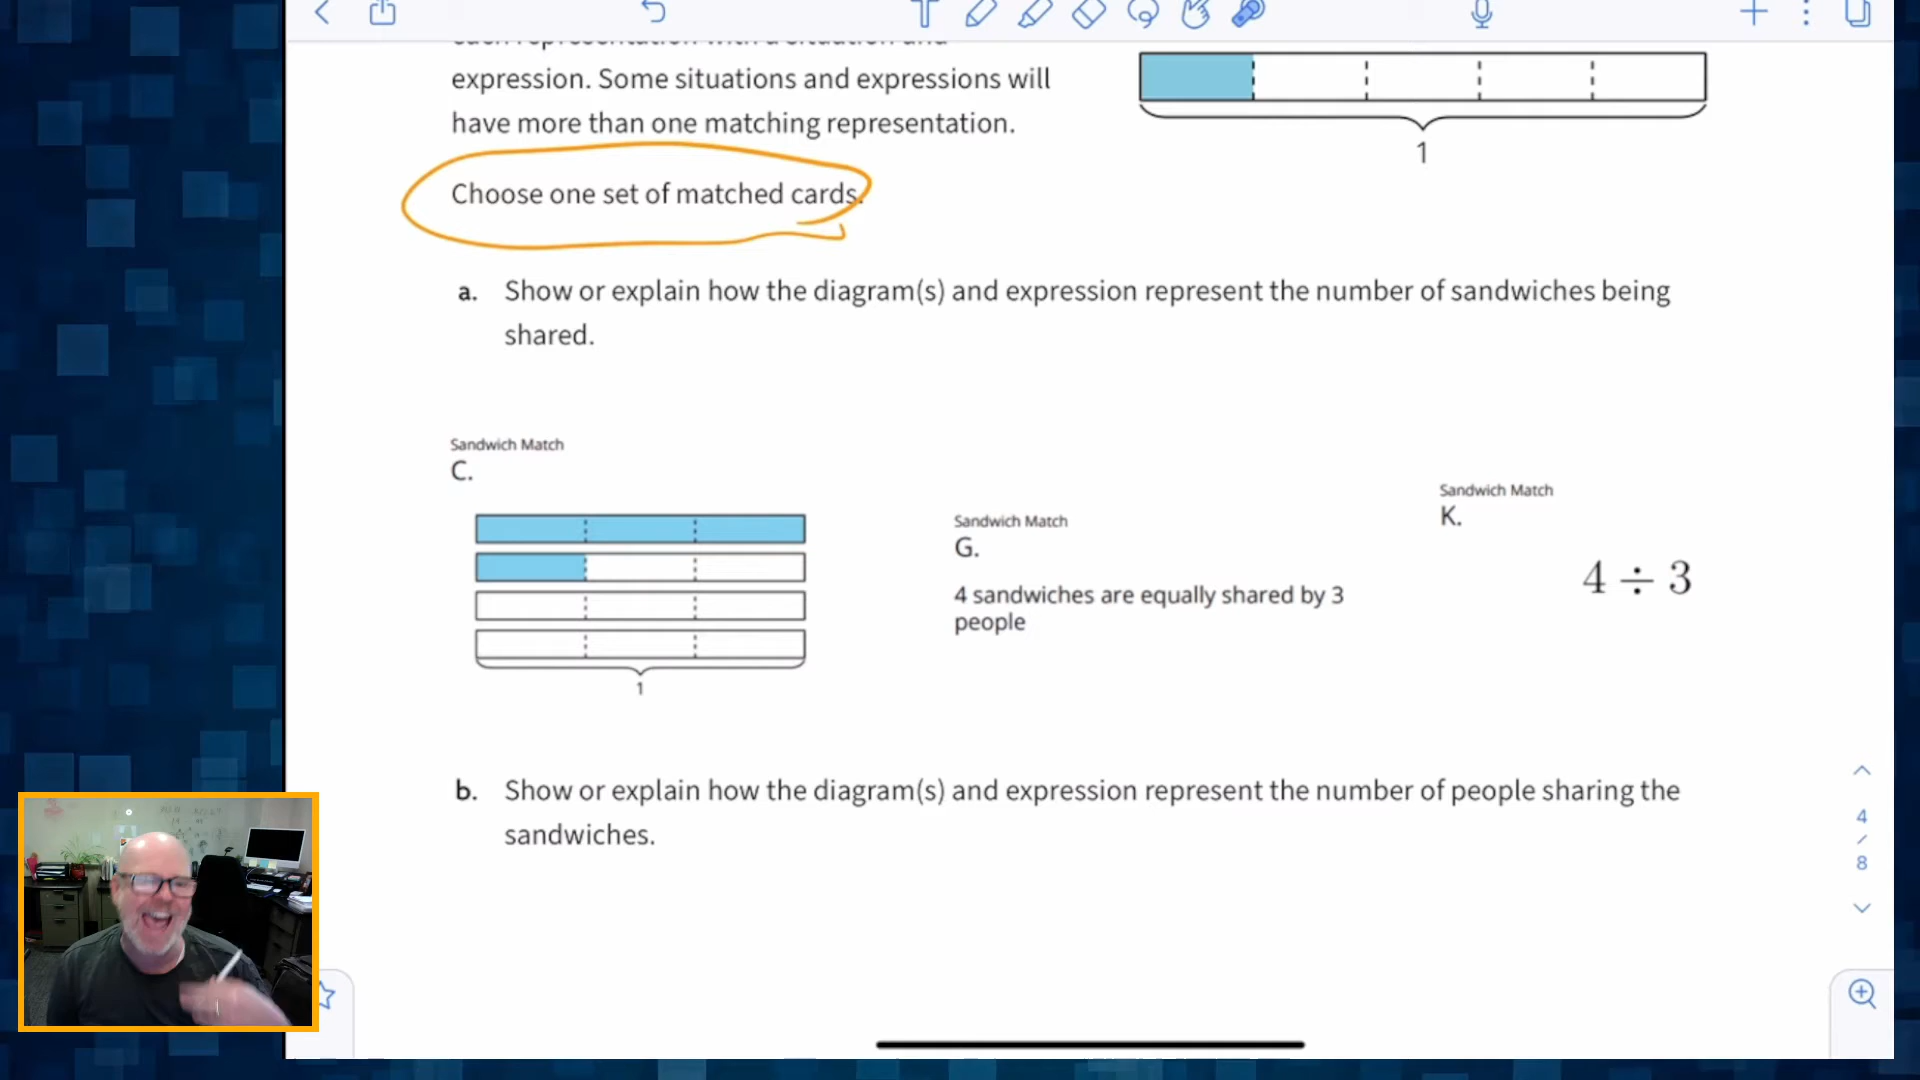 expression. Some situations and expressions will
have more than one matching representation.
1
Choose one set of matched cards.
a. Show or explain how the diagram(s) and expression represent the number of sandwiches being
shared.
Sandwich Match
C.
1
Sandwich Match
G.
4 sandwiches are equally shared by 3
people
Sandwich Match
K.
4 ÷ 3
b. Show or explain how the diagram(s) and expression represent the number of people sharing the
sandwiches.
4
/
8